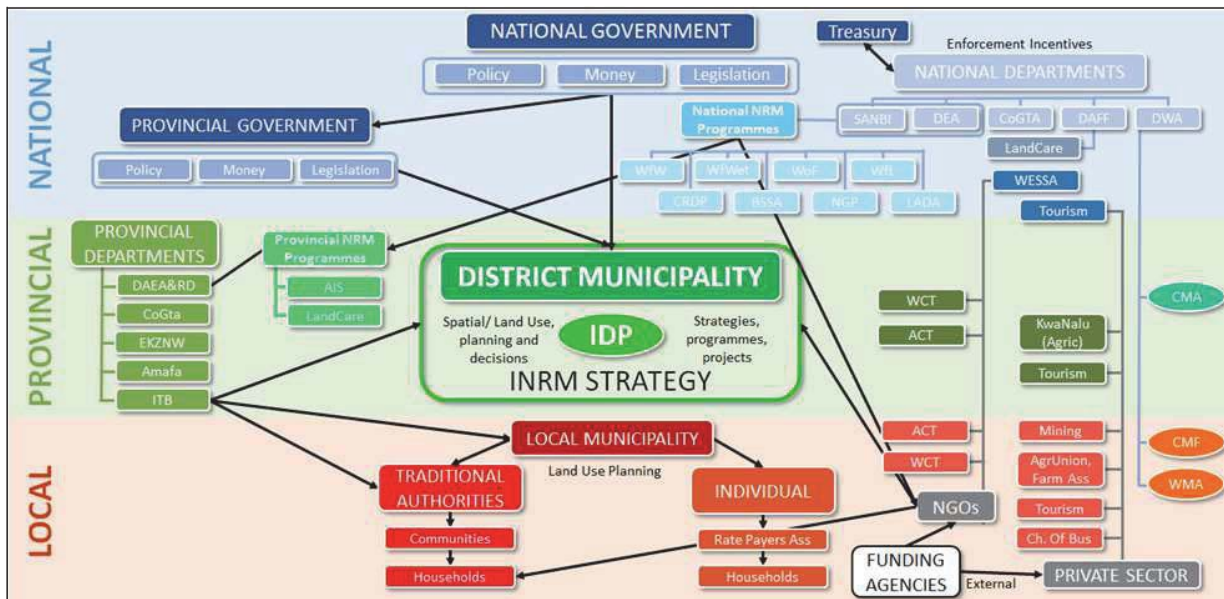 NATIONAL
NATIONAL GOVERNMENT
Policy
Money
Legislation
Treasury
Enforcement Incentives
NATIONAL DEPARTMENTS
SANBI
DEA
CoGTA
DAFF
DWA
LandCare
PROVINCIAL GOVERNMENT
Policy
Money
Legislation
National NRM
Programmes
WfW
WfWet
WoF
WfL
CRDP
BSSA
NGP
LADA
WESSA
Tourism
PROVINCIAL
PROVINCIAL
DEPARTMENTS
DAEA&RD
CoGta
EKZNW
Amafa
ITB
Provincial NRM
Programmes
AIS
LandCare
DISTRICT MUNICIPALITY
Spatial/ Land Use,
planning and
decisions
IDP
Strategies,
programmes,
projects
INRM STRATEGY
WCT
ACT
KwaNalu
(Agric)
Tourism
CMA
LOCAL
LOCAL MUNICIPALITY
Land Use Planning
TRADITIONAL
AUTHORITIES
Communities
Households
INDIVIDUAL
Rate Payers Ass
Households
ACT
WCT
NGOs
FUNDING
AGENCIES
External
Mining
AgrUnion,
Farm Ass
Tourism
Ch. Of Bus
PRIVATE SECTOR
CMF
WMA